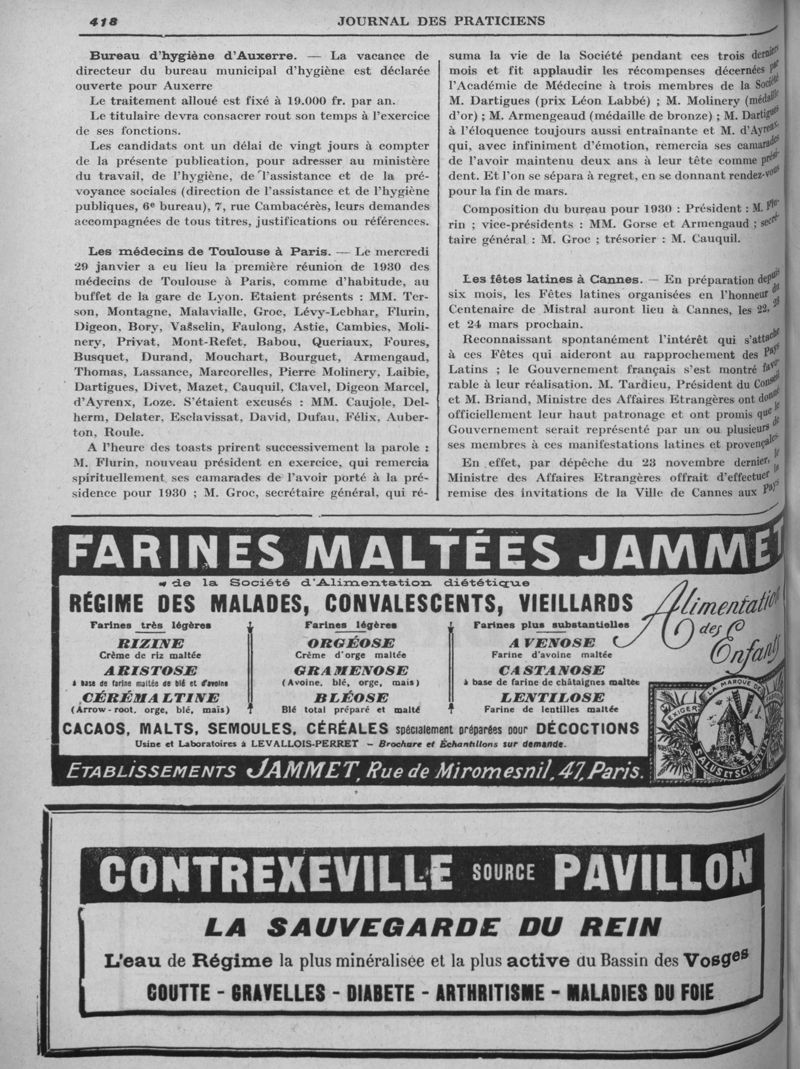 418
JOURNAL DES PRATICIENS
Bureau d'hygiène d'Auxerre. — La vacance de
directeur du bureau municipal d'hygiène est déclarée
ouverte pour Auxerre
Le traitement alloué est fixé à 19.000 fr. par an.
Le titulaire devra consacrer rout son temps à l'exercice
de ses fonctions.
Les candidats ont un délai de vingt jours à compter
de la présente publication, pour adresser au ministère
du travail, de l'hygiène, de l'assistance et de la pré-
voyance sociales (direction de l'assistance et de l'hygiène
publiques, 6e bureau), 7, rue Cambacérès, leurs demandes
accompagnées de tous titres, justifications ou références.
Les médecins de Toulouse à Paris. — Le mercredi
29 janvier a eu lieu la première réunion de 1930 des
médecins de Toulouse à Paris, comme d'habitude, au
buffet de la gare de Lyon. Etaient présents : MM. Ter-
son, Montagne, Malavialle, Groc, Lévy-Lebhar, Flurin,
Digeon, Bory, Vasselin, Faulong, Astie, Cambies, Moli-
nery, Privat, Mont-Refet, Babou, Queriaux, Foures,
Busquet, Durand, Mouchart, Bourguet, Armengaud,
Thomas, Lassance, Marcorelles, Pierre Molinery, Laibie,
Dartigues, Divet, Mazet, Cauquil, Clavel, Digeon Marcel,
d'Ayrenx, Loze. S'étaient excusés : MM. Caujole, Del-
herm, Delater, Esclavissat, David, Dufau, Félix, Auber-
ton, Roule.
A l'heure des toasts prirent successivement la parole :
M. Flurin, nouveau président en exercice, qui remercia
spirituellement ses camarades de l'avoir porté à la pré-
sidence pour 1930 ; M. Groc, secrétaire général, qui ré-
suma la vie de la Société pendant ces trois derniers
mois et fit applaudir les récompenses décernées par
l'Académie de Médecine à trois membres de la Société
M. Dartigues (prix Léon Labbé) ; M. Molinery (médaille
d'or) ; M. Armengeaud (médaille de bronze) ; M. Dartigues
à l'éloquence toujours aussi entraînante et M. d'Ayrenx,
qui, avec infiniment d'émotion, remercia ses camarades
de l'avoir maintenu deux ans à leur tête comme prési-
dent. Et l'on se sépara à regret, en se donnant rendez-vous
pour la fin de mars.
Composition du bureau pour 1930 : Président : M. Flu-
rin ; vice-présidents : MM. Gorse et Armengaud ; secré-
taire général : M. Groc ; trésorier : M. Cauquil.
Les fêtes latines à Cannes. — En préparation depuis
six mois, les Fêtes latines organisées en l'honneur du
Centenaire de Mistral auront lieu à Cannes, les 22, 23
et 24 mars prochain.
Reconnaissant spontanément l'intérêt qui s'attache
à ces Fêtes qui aideront au rapprochement des Pays
Latins ; le Gouvernement français s'est montré favo-
rable à leur réalisation. M. Tardieu, Président du Conseil
et M. Briand, Ministre des Affaires Etrangères ont donné
officiellement leur haut patronage et ont promis que le
Gouvernement serait représenté par un ou plusieurs de
ses membres à ces manifestations latines et provençales.
En effet, par dépêche du 23 novembre dernier, le
Ministre des Affaires Etrangères offrait d'effectuer la
remise des invitations de la Ville de Cannes aux Pays
FARINES MALTÉES JAMMET
de la Société d'Alimentation diététique
RÉGIME DES MALADES, CONVALESCENTS, VIEILLARDS
Alimentation
des
Enfants
Farines très légères
RIZINE
Crème de riz maltée
ARISTOSE
à base de farine maltée de blé et d'avoine
CÉRÉMALTINE
(Arrow-root, orge, blé, maïs)
Farines légères
ORGÉOSE
Crème d'orge maltée
GRAMENOSE
(Avoine, blé, orge, maïs)
BLÉOSE
Blé total préparé et malté
Farines plus substantielles
AVENOSE
Farine d'avoine maltée
CASTANOSE
à base de farine de châtaignes maltée
LENTILOSE
Farine de lentilles maltée
EXIGER
LA MARQUE DE
SALUS ET SCIENTIA
CACAOS, MALTS, SEMOULES, CÉRÉALES spécialement préparées pour DÉCOCTIONS
Usine et Laboratoires à LEVALLOIS-PERRET — Brochure et Échantillons sur demande.
ETABLISSEMENTS JAMMET, Rue de Miromesnil, 47, Paris.
CONTREXEVILLE SOURCE PAVILLON
LA SAUVEGARDE DU REIN
L'eau de Régime la plus minéralisée et la plus active du Bassin des Vosges
GOUTTE - GRAVELLES - DIABETE - ARTHRITISME - MALADIES DU FOIE